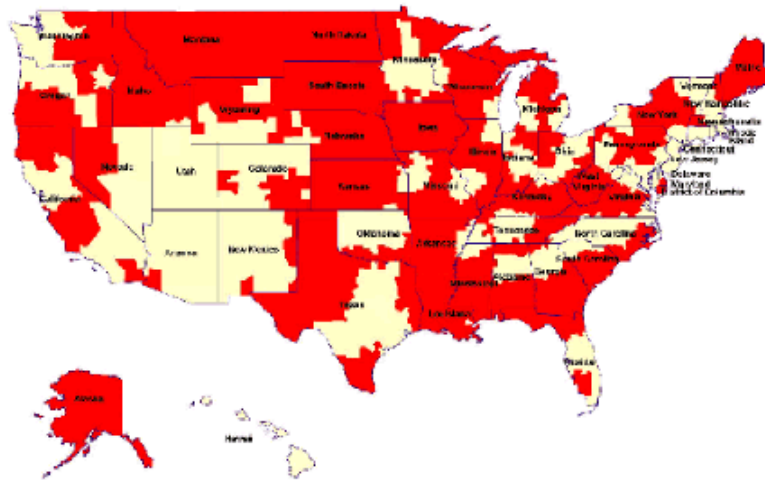 Washington
Montana
North Dakota
Minnesota
Maine
Vermont
New Hampshire
Oregon
Idaho
South Dakota
Wisconsin
Michigan
New York
Massachusetts
Rhode
Island
Wyoming
Iowa
Pennsylvania
Connecticut
New Jersey
Nebraska
Illinois
Indiana
Ohio
Nevada
Utah
Colorado
Delaware
Maryland
District of Columbia
California
Kansas
Missouri
West
Virginia
Virginia
Kentucky
Arizona
New Mexico
Oklahoma
Arkansas
Tennessee
North Carolina
South Carolina
Texas
Louisiana
Mississippi
Alabama
Georgia
Florida
Alaska
Hawaii